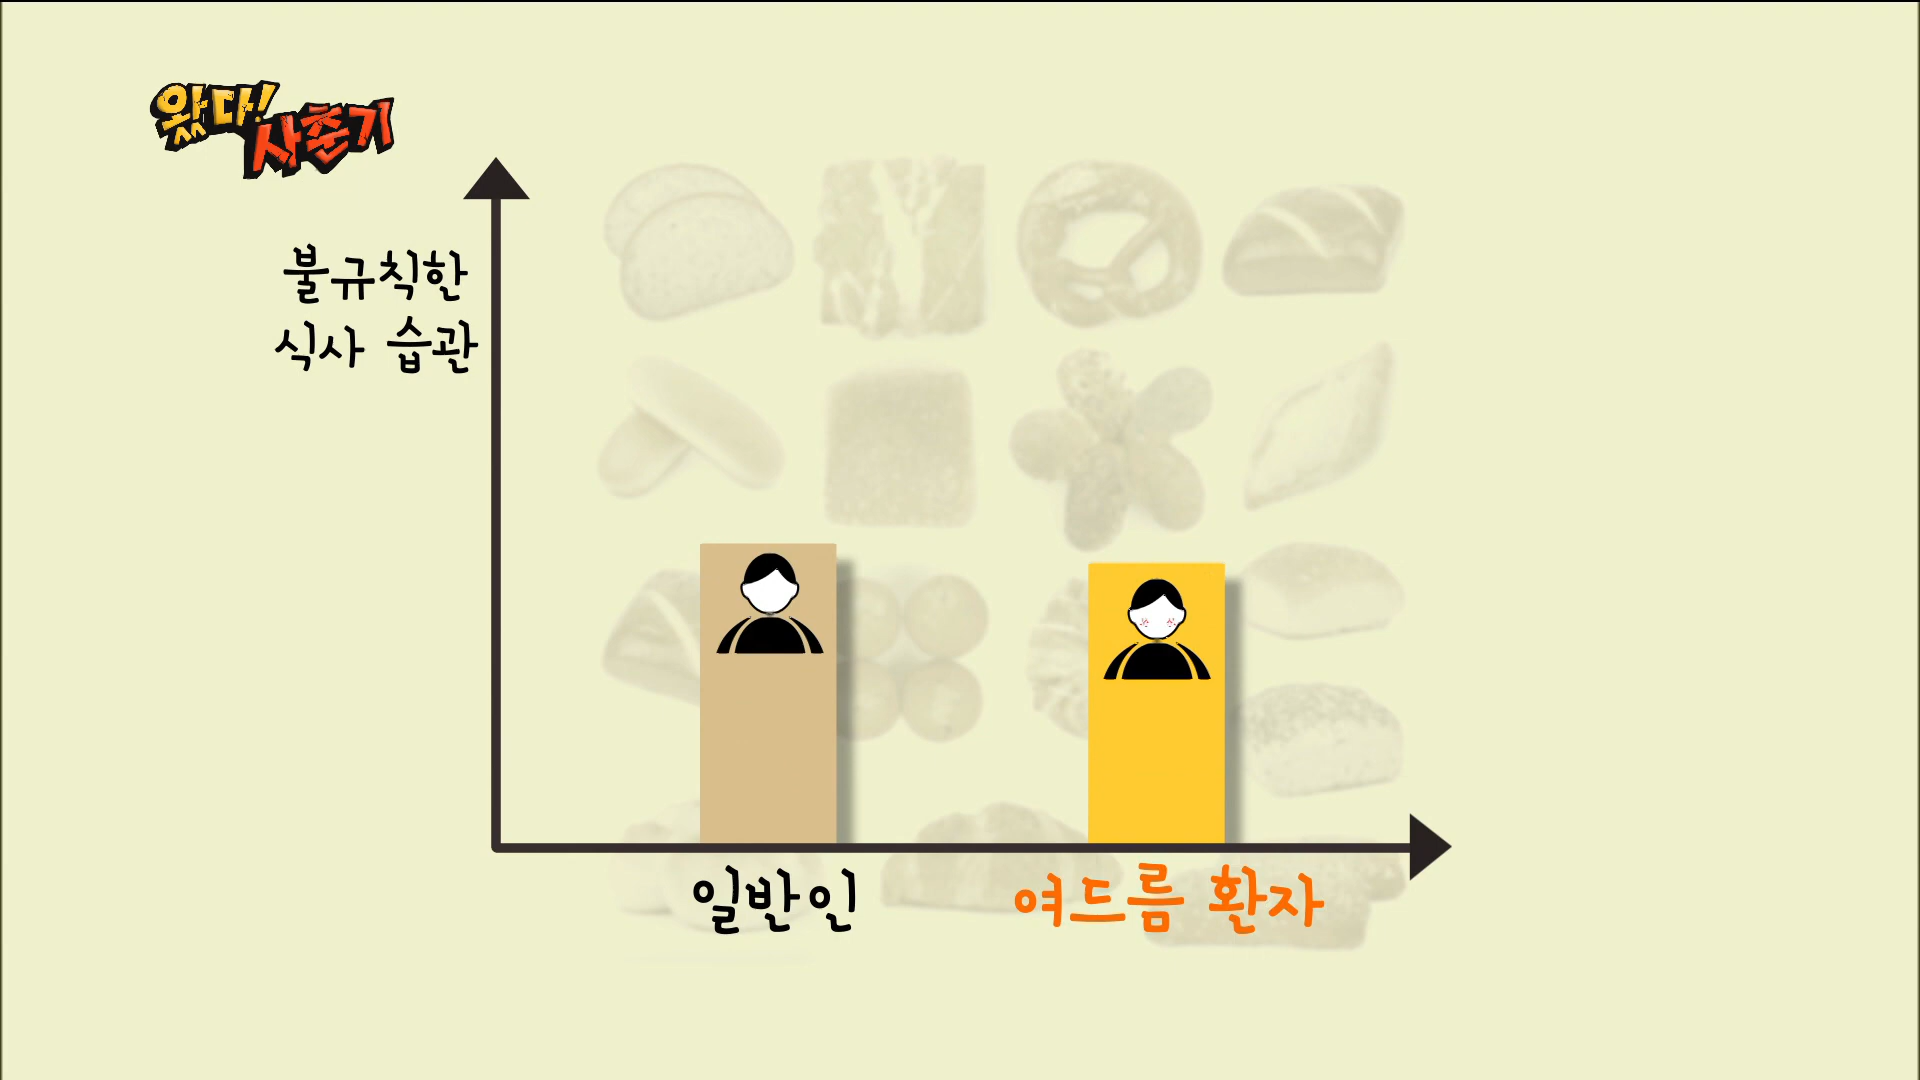 왔다!
사춘기
불규칙한
식사 습관
일반인
여드름 환자